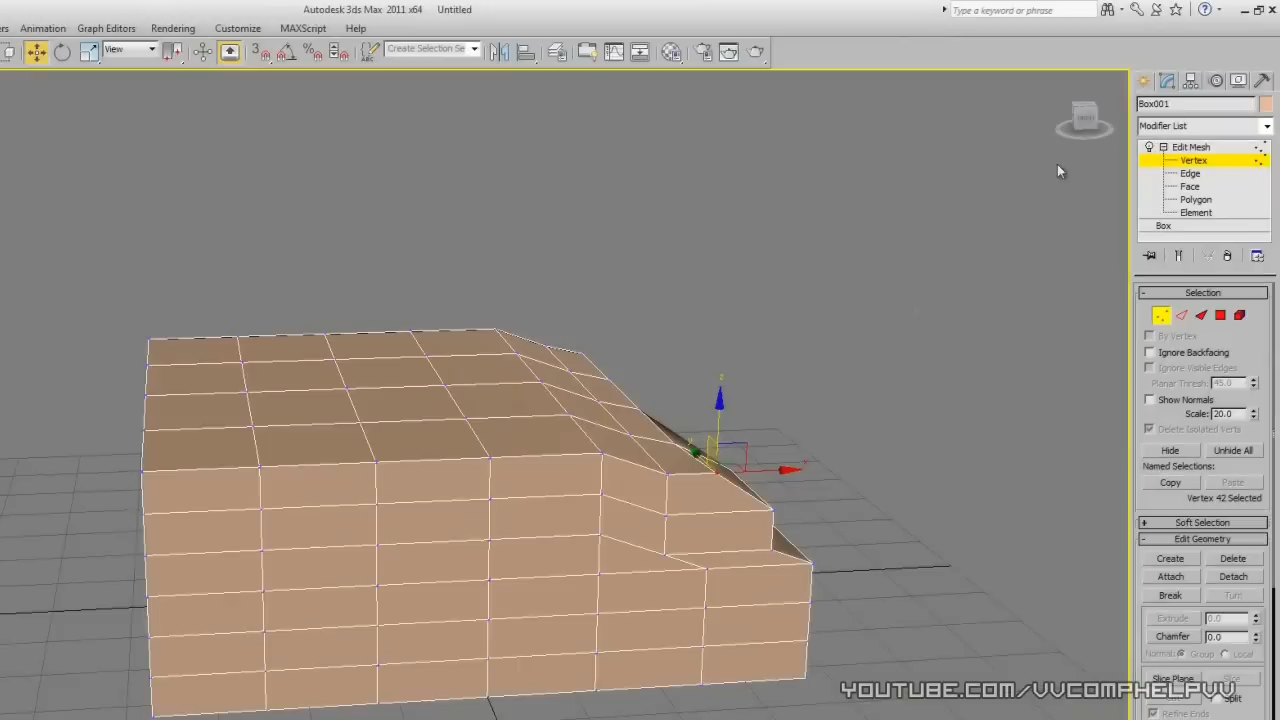 Autodesk 3ds Max 2011 x64 Untitled
Type a keyword or phrase
Animation Graph Editors Rendering Customize MAXScript Help
View
Create Selection Se
Box001
Modifier List
Edit Mesh
Vertex
Edge
Face
Polygon
Element
Box
Selection
By Vertex
Ignore Backfacing
Ignore Visible Edges
Planar Thresh: 45.0
Show Normals
Scale: 20.0
Delete Isolated Verts
Hide Unhide All
Named Selections:
Copy Paste
Vertex 42 Selected
Soft Selection
Edit Geometry
Create Delete
Attach Detach
Break Turn
Extrude 0.0
Chamfer 0.0
Normal: Group Local
Slice Plane Slice
Split
Refine Ends
YOUTUBE.COM/VVCOMPHELPVV